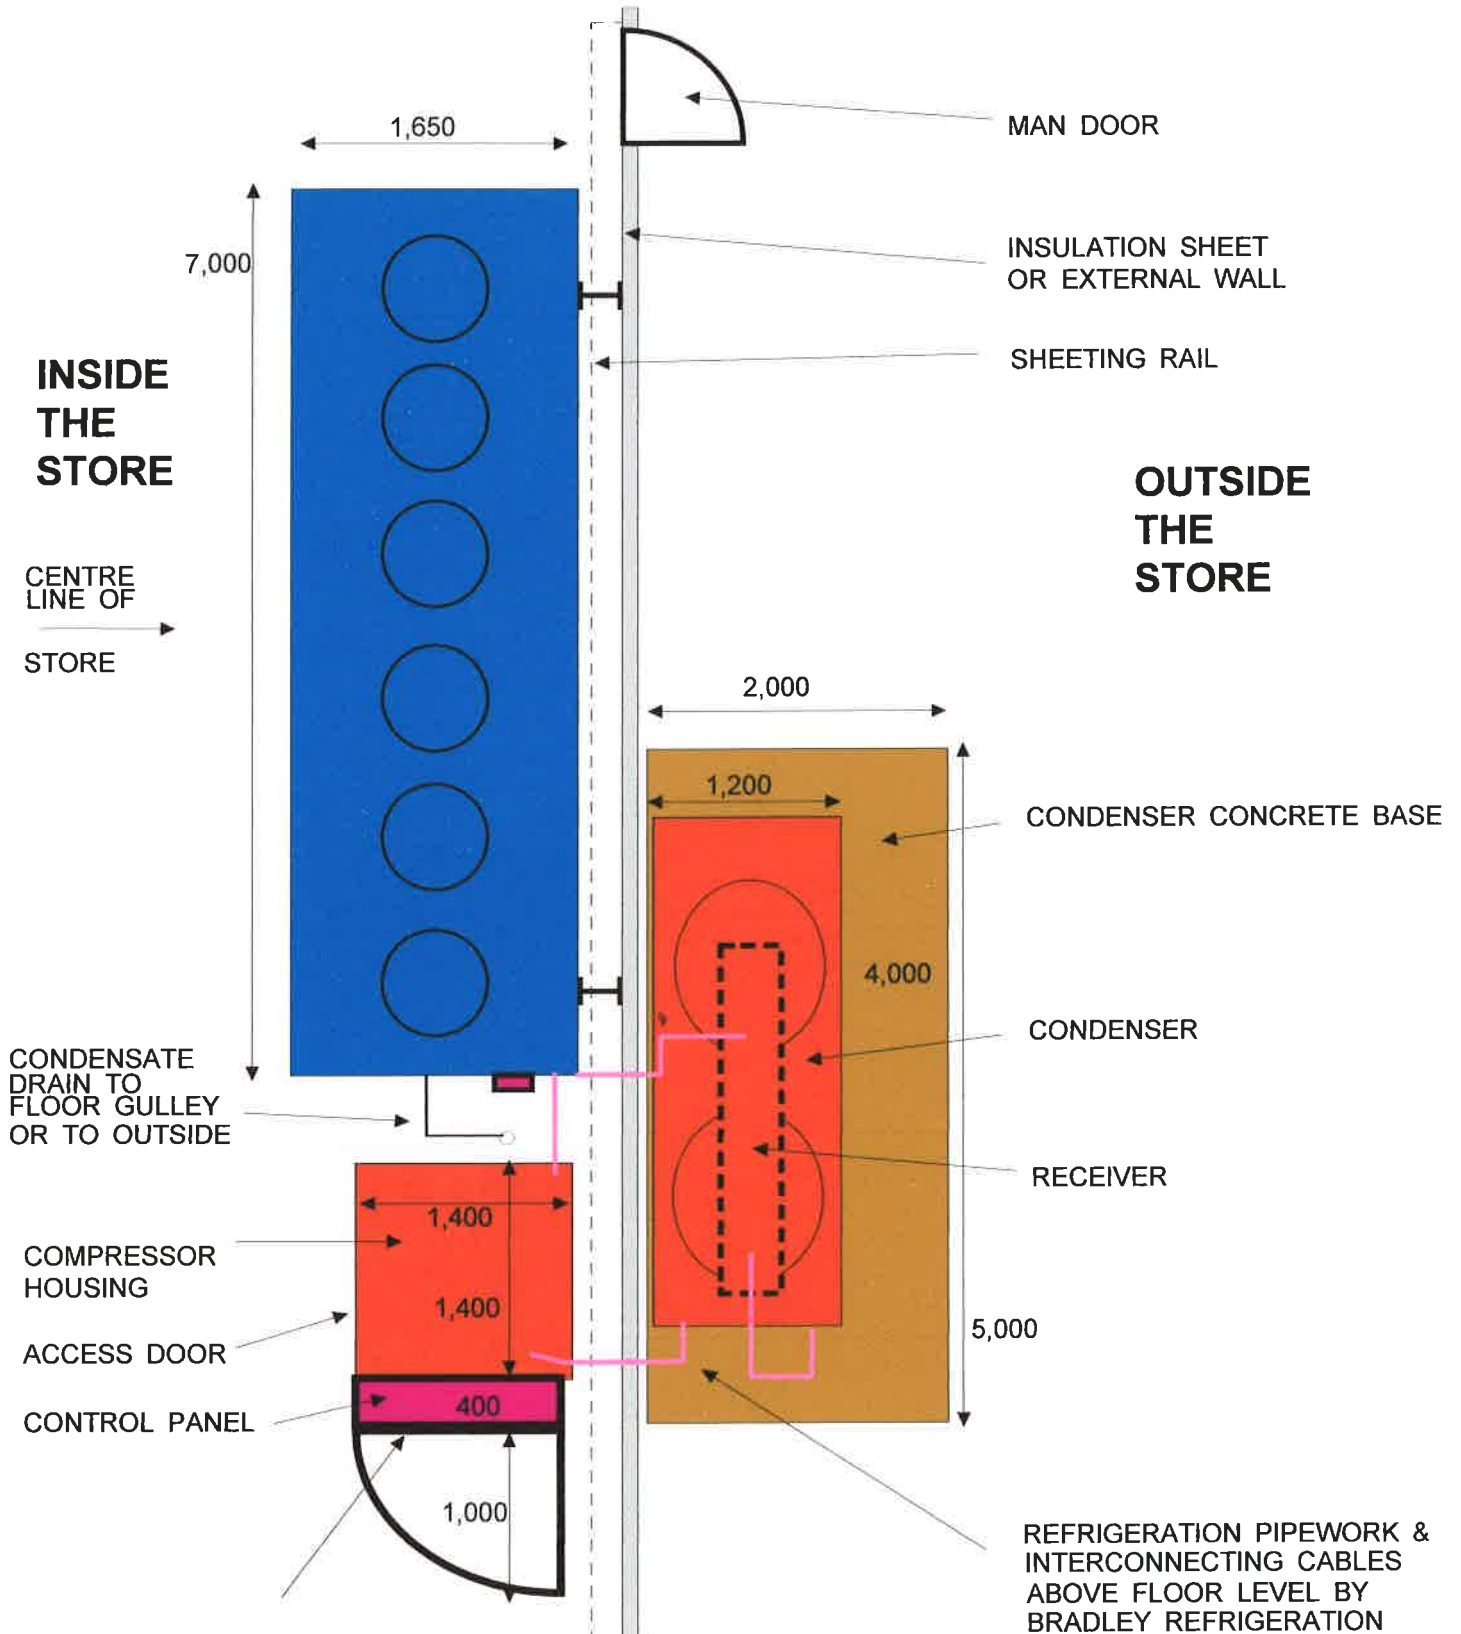 1,650
MAN DOOR
7,000
INSULATION SHEET
OR EXTERNAL WALL
SHEETING RAIL
INSIDE
THE
STORE
OUTSIDE
THE
STORE
CENTRE
LINE OF
STORE
2,000
1,200
CONDENSER CONCRETE BASE
4,000
CONDENSER
CONDENSATE
DRAIN TO
FLOOR GULLEY
OR TO OUTSIDE
RECEIVER
1,400
COMPRESSOR
HOUSING
1,400
5,000
ACCESS DOOR
400
CONTROL PANEL
1,000
REFRIGERATION PIPEWORK &
INTERCONNECTING CABLES
ABOVE FLOOR LEVEL BY
BRADLEY REFRIGERATION